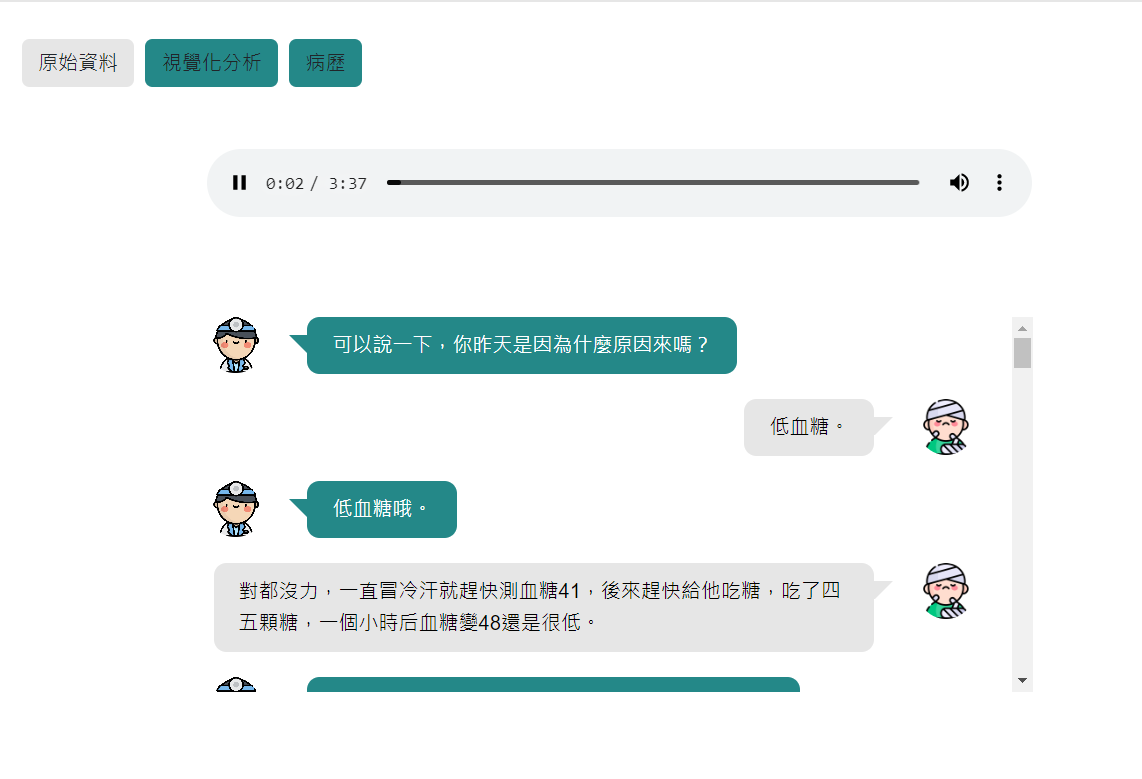 原始資料 視覺化分析 病歷
0:02 / 3:37
可以說一下，你昨天是因為什麼原因來嗎？
低血糖。
低血糖哦。
對都沒力，一直冒冷汗就趕快測血糖41，後來趕快給他吃糖，吃了四
五顆糖，一個小時后血糖變48還是很低。